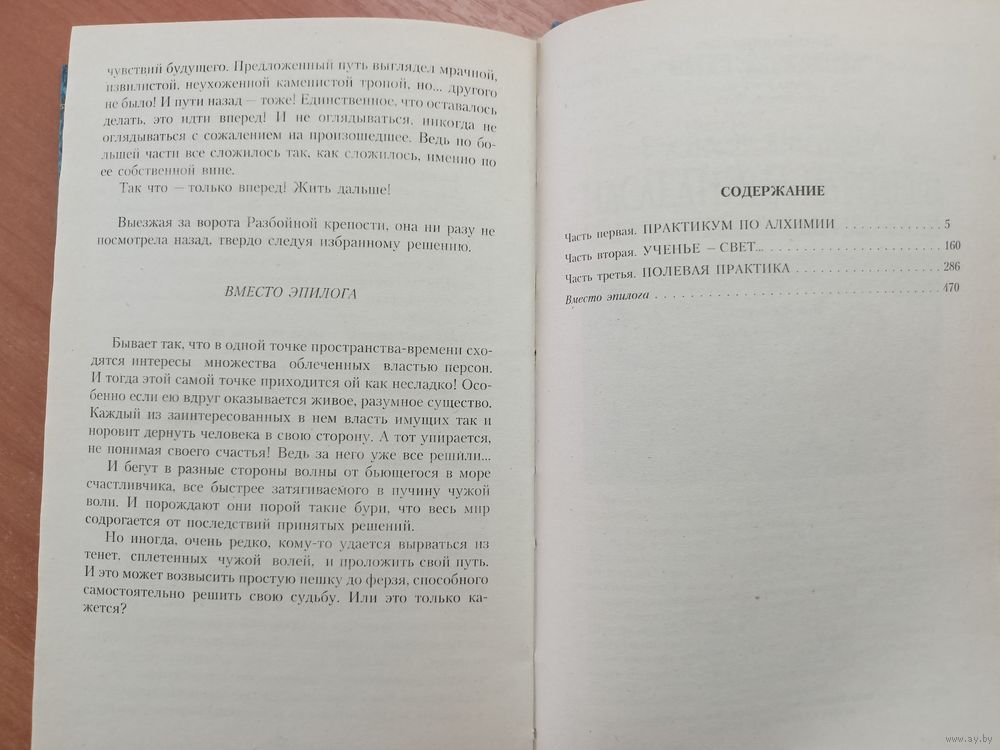 чувствий будущего. Предложенный путь выглядел мрачной,
извилистой, неухоженной каменистой тропой, но... другого
не было! И пути назад — тоже! Единственное, что оставалось
делать, это идти вперед! И не оглядываться, никогда не
оглядываться с сожалением на произошедшее. Ведь по бо-
льшей части все сложилось так, как сложилось, именно по
ее собственной вине.
Так что — только вперед! Жить дальше!
Выезжая за ворота Разбойной крепости, она ни разу не
посмотрела назад, твердо следуя избранному решению.
ВМЕСТО ЭПИЛОГА
Бывает так, что в одной точке пространства-времени схо-
дятся интересы множества облеченных властью персон.
И тогда этой самой точке приходится ой как несладко! Осо-
бенно если ею вдруг оказывается живое, разумное существо.
Каждый из заинтересованных в нем власть имущих так и
норовит дернуть человека в свою сторону. А тот упирается,
не понимая своего счастья! Ведь за него уже все решили...
И бегут в разные стороны волны от бьющегося в море
счастливчика, все быстрее затягиваемого в пучину чужой
воли. И порождают они порой такие бури, что весь мир
содрогается от последствий принятых решений.
Но иногда, очень редко, кому-то удается вырваться из
тенет, сплетенных чужой волей, и проложить свой путь.
И это может возвысить простую пешку до ферзя, способного
самостоятельно решить свою судьбу. Или это только ка-
жется?
СОДЕРЖАНИЕ
Часть первая. ПРАКТИКУМ ПО АЛХИМИИ . . . . . . . . . . . . . 5
Часть вторая. УЧЕНЬЕ – СВЕТ... . . . . . . . . . . . . . . . . . . . . . 160
Часть третья. ПОЛЕВАЯ ПРАКТИКА . . . . . . . . . . . . . . . . . . 286
Вместо эпилога . . . . . . . . . . . . . . . . . . . . . . . . . . . . . . . . 470
www.ay.by